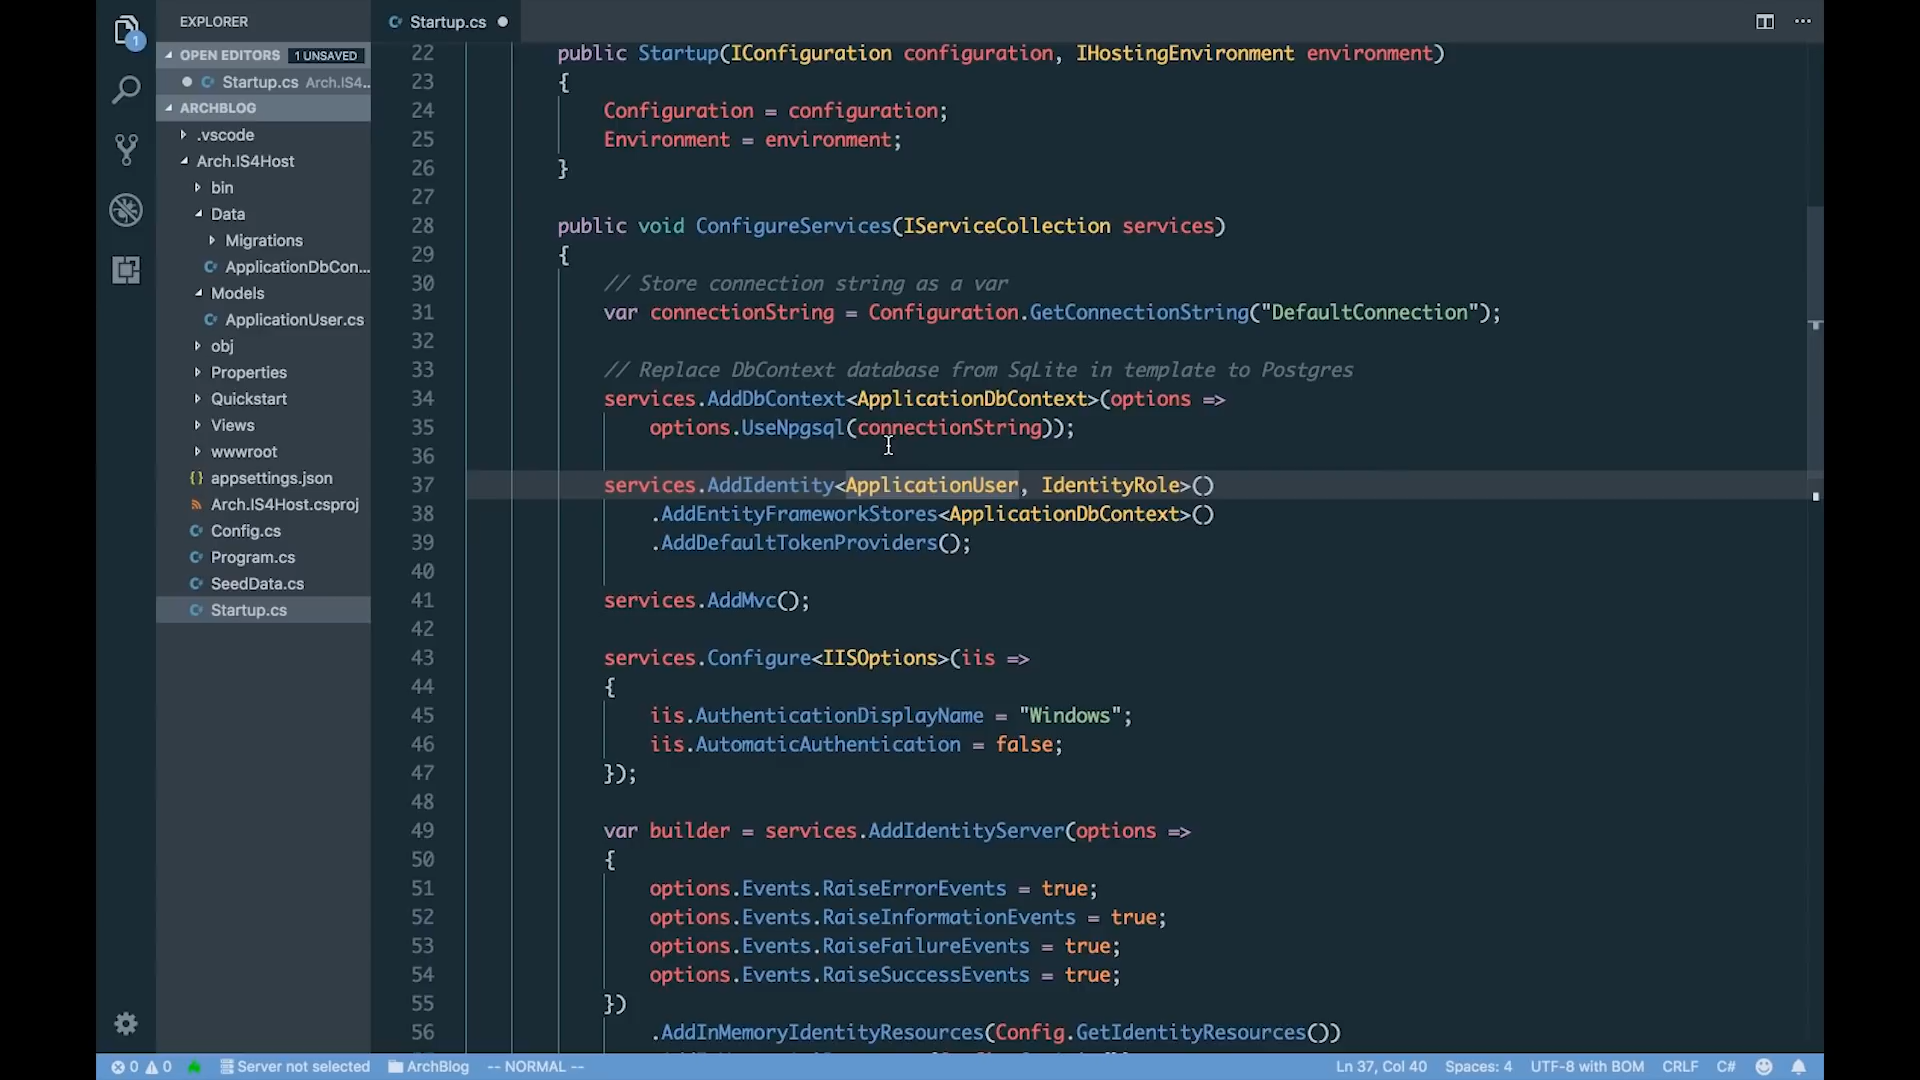 EXPLORER
OPEN EDITORS 1 UNSAVED
Startup.cs Arch.IS4...
ARCHBLOG
.vscode
Arch.IS4Host
bin
Data
Migrations
ApplicationDbCon...
Models
ApplicationUser.cs
obj
Properties
Quickstart
Views
wwwroot
appsettings.json
Arch.IS4Host.csproj
Config.cs
Program.cs
SeedData.cs
Startup.cs
1
Startup.cs
22 public Startup(IConfiguration configuration, IHostingEnvironment environment)
23 {
24 Configuration = configuration;
25 Environment = environment;
26 }
27
28 public void ConfigureServices(IServiceCollection services)
29 {
30 // Store connection string as a var
31 var connectionString = Configuration.GetConnectionString("DefaultConnection");
32
33 // Replace DbContext database from SqLite in template to Postgres
34 services.AddDbContext<ApplicationDbContext>(options =>
35 options.UseNpgsql(connectionString));
36
37 services.AddIdentity<ApplicationUser, IdentityRole>()
38 .AddEntityFrameworkStores<ApplicationDbContext>()
39 .AddDefaultTokenProviders();
40
41 services.AddMvc();
42
43 services.Configure<IISOptions>(iis =>
44 {
45 iis.AuthenticationDisplayName = "Windows";
46 iis.AutomaticAuthentication = false;
47 });
48
49 var builder = services.AddIdentityServer(options =>
50 {
51 options.Events.RaiseErrorEvents = true;
52 options.Events.RaiseInformationEvents = true;
53 options.Events.RaiseFailureEvents = true;
54 options.Events.RaiseSuccessEvents = true;
55 })
56 .AddInMemoryIdentityResources(Config.GetIdentityResources())
0 0 Server not selected ArchBlog -- NORMAL -- Ln 37, Col 40 Spaces: 4 UTF-8 with BOM CRLF C#